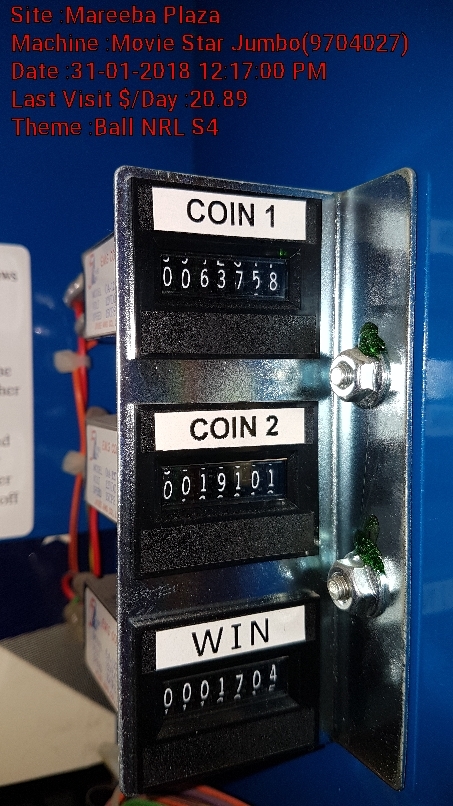 Site :Mareeba Plaza
Machine :Movie Star Jumbo(9704027)
Date :31-01-2018 12:17:00 PM
Last Visit $/Day :20.89
Theme :Ball NRL S4
COIN 1
0063758
COIN 2
0019101
WIN
0001704